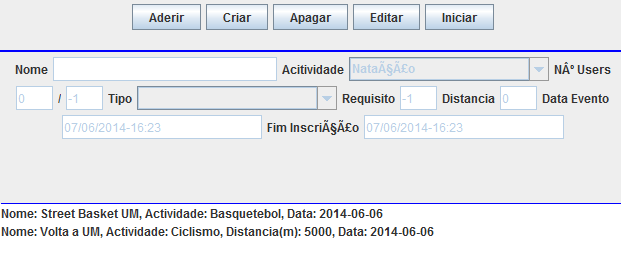 Aderir Criar Apagar Editar Iniciar
Nome Acitividade NataÃ§Ã£o NÂº Users
0 / -1 Tipo Requisito -1 Distancia 0 Data Evento
07/06/2014-16:23 Fim InscriÃ§Ã£o 07/06/2014-16:23
Nome: Street Basket UM, Actividade: Basquetebol, Data: 2014-06-06
Nome: Volta a UM, Actividade: Ciclismo, Distancia(m): 5000, Data: 2014-06-06